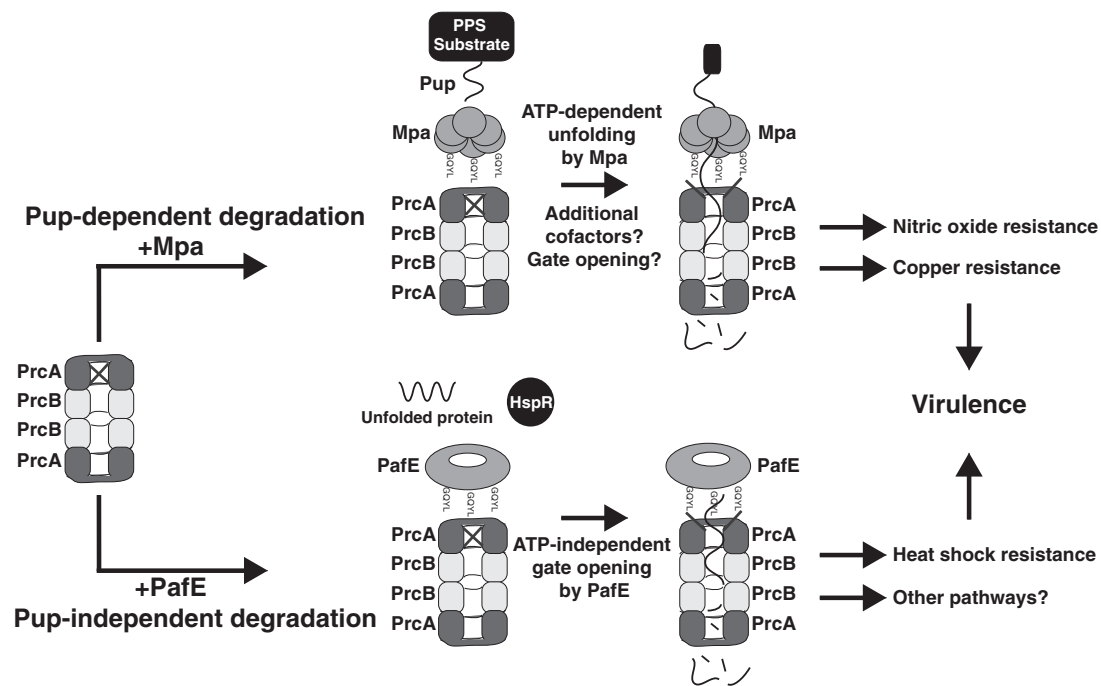 PPS
Substrate
Pup
Mpa
GQYL
GQYL
GQYL
PrcA
PrcB
PrcB
PrcA
ATP-dependent
unfolding
by Mpa
Additional
cofactors?
Gate opening?
Mpa
GQYL
GQYL
GQYL
PrcA
PrcB
PrcB
PrcA
Nitric oxide resistance
Copper resistance
Pup-dependent degradation
+Mpa
PrcA
PrcB
PrcB
PrcA
+PafE
Pup-independent degradation
Unfolded protein
HspR
PafE
GQYL
GQYL
GQYL
PrcA
PrcB
PrcB
PrcA
ATP-independent
gate opening
by PafE
PafE
GQYL
GQYL
GQYL
PrcA
PrcB
PrcB
PrcA
Virulence
Heat shock resistance
Other pathways?